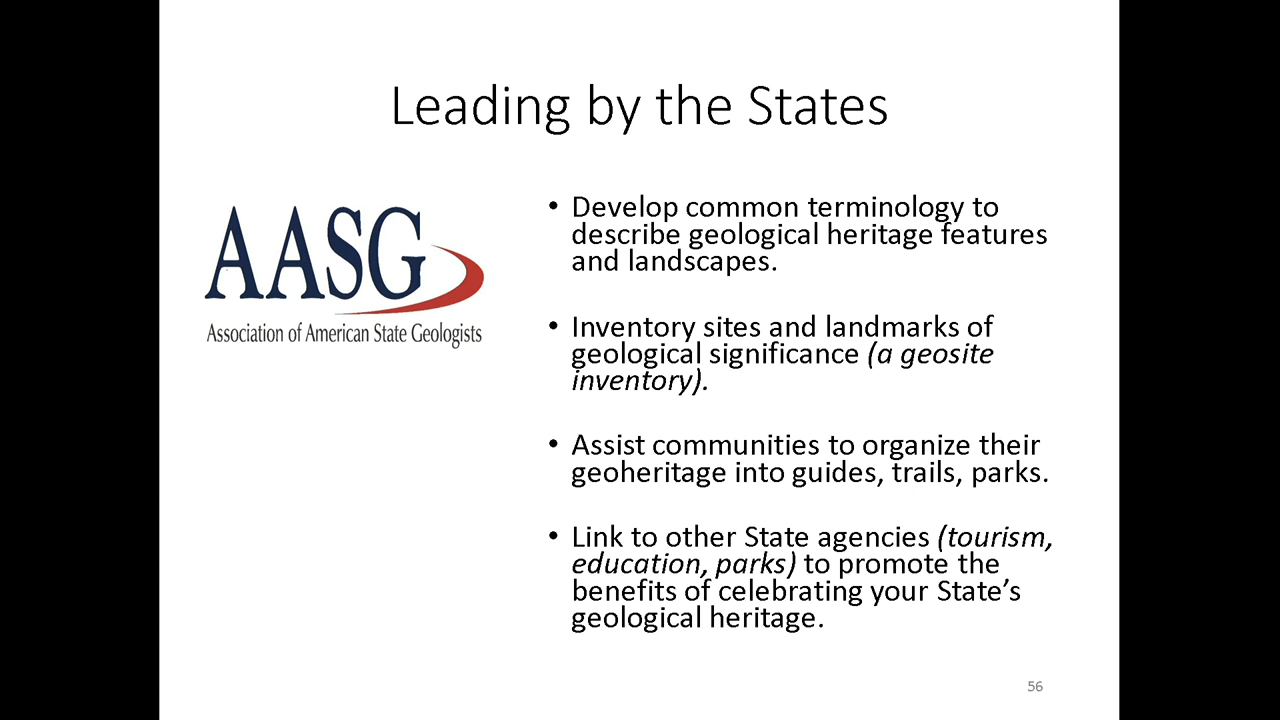 Leading by the States
AASG
Association of American State Geologists
• Develop common terminology to
describe geological heritage features
and landscapes.
• Inventory sites and landmarks of
geological significance (a geosite
inventory).
• Assist communities to organize their
geoheritage into guides, trails, parks.
• Link to other State agencies (tourism,
education, parks) to promote the
benefits of celebrating your State’s
geological heritage.
56